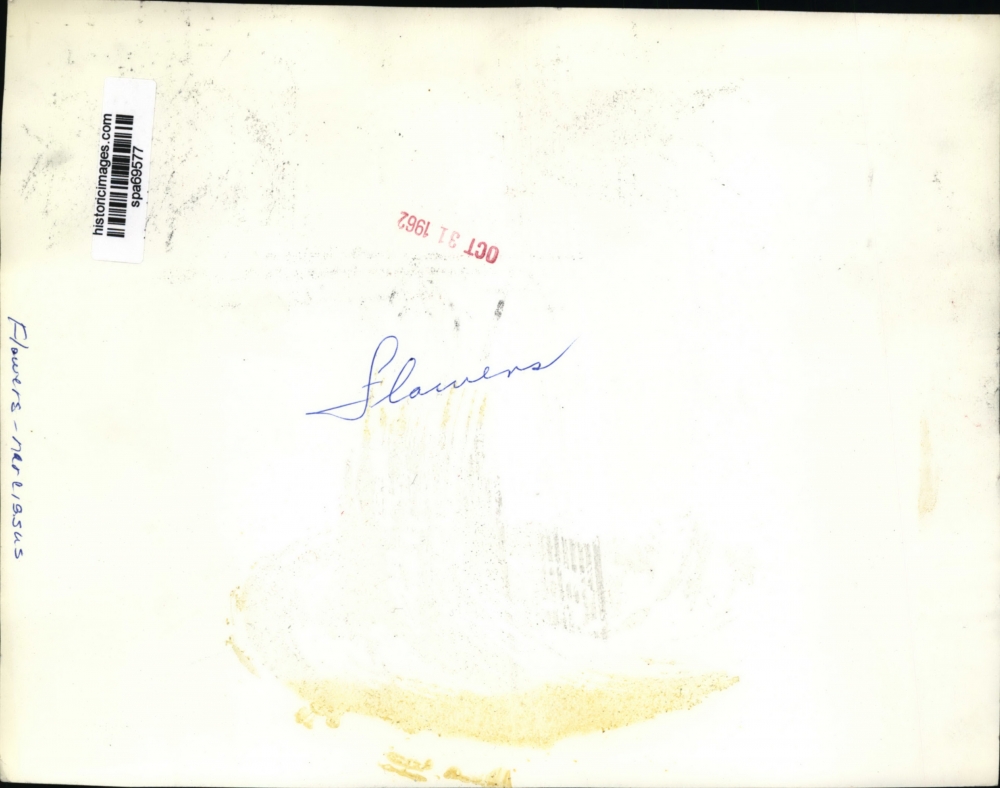 historicimages.com
spa69577
OCT 31 1962
Flowers
Flowers - narcissus